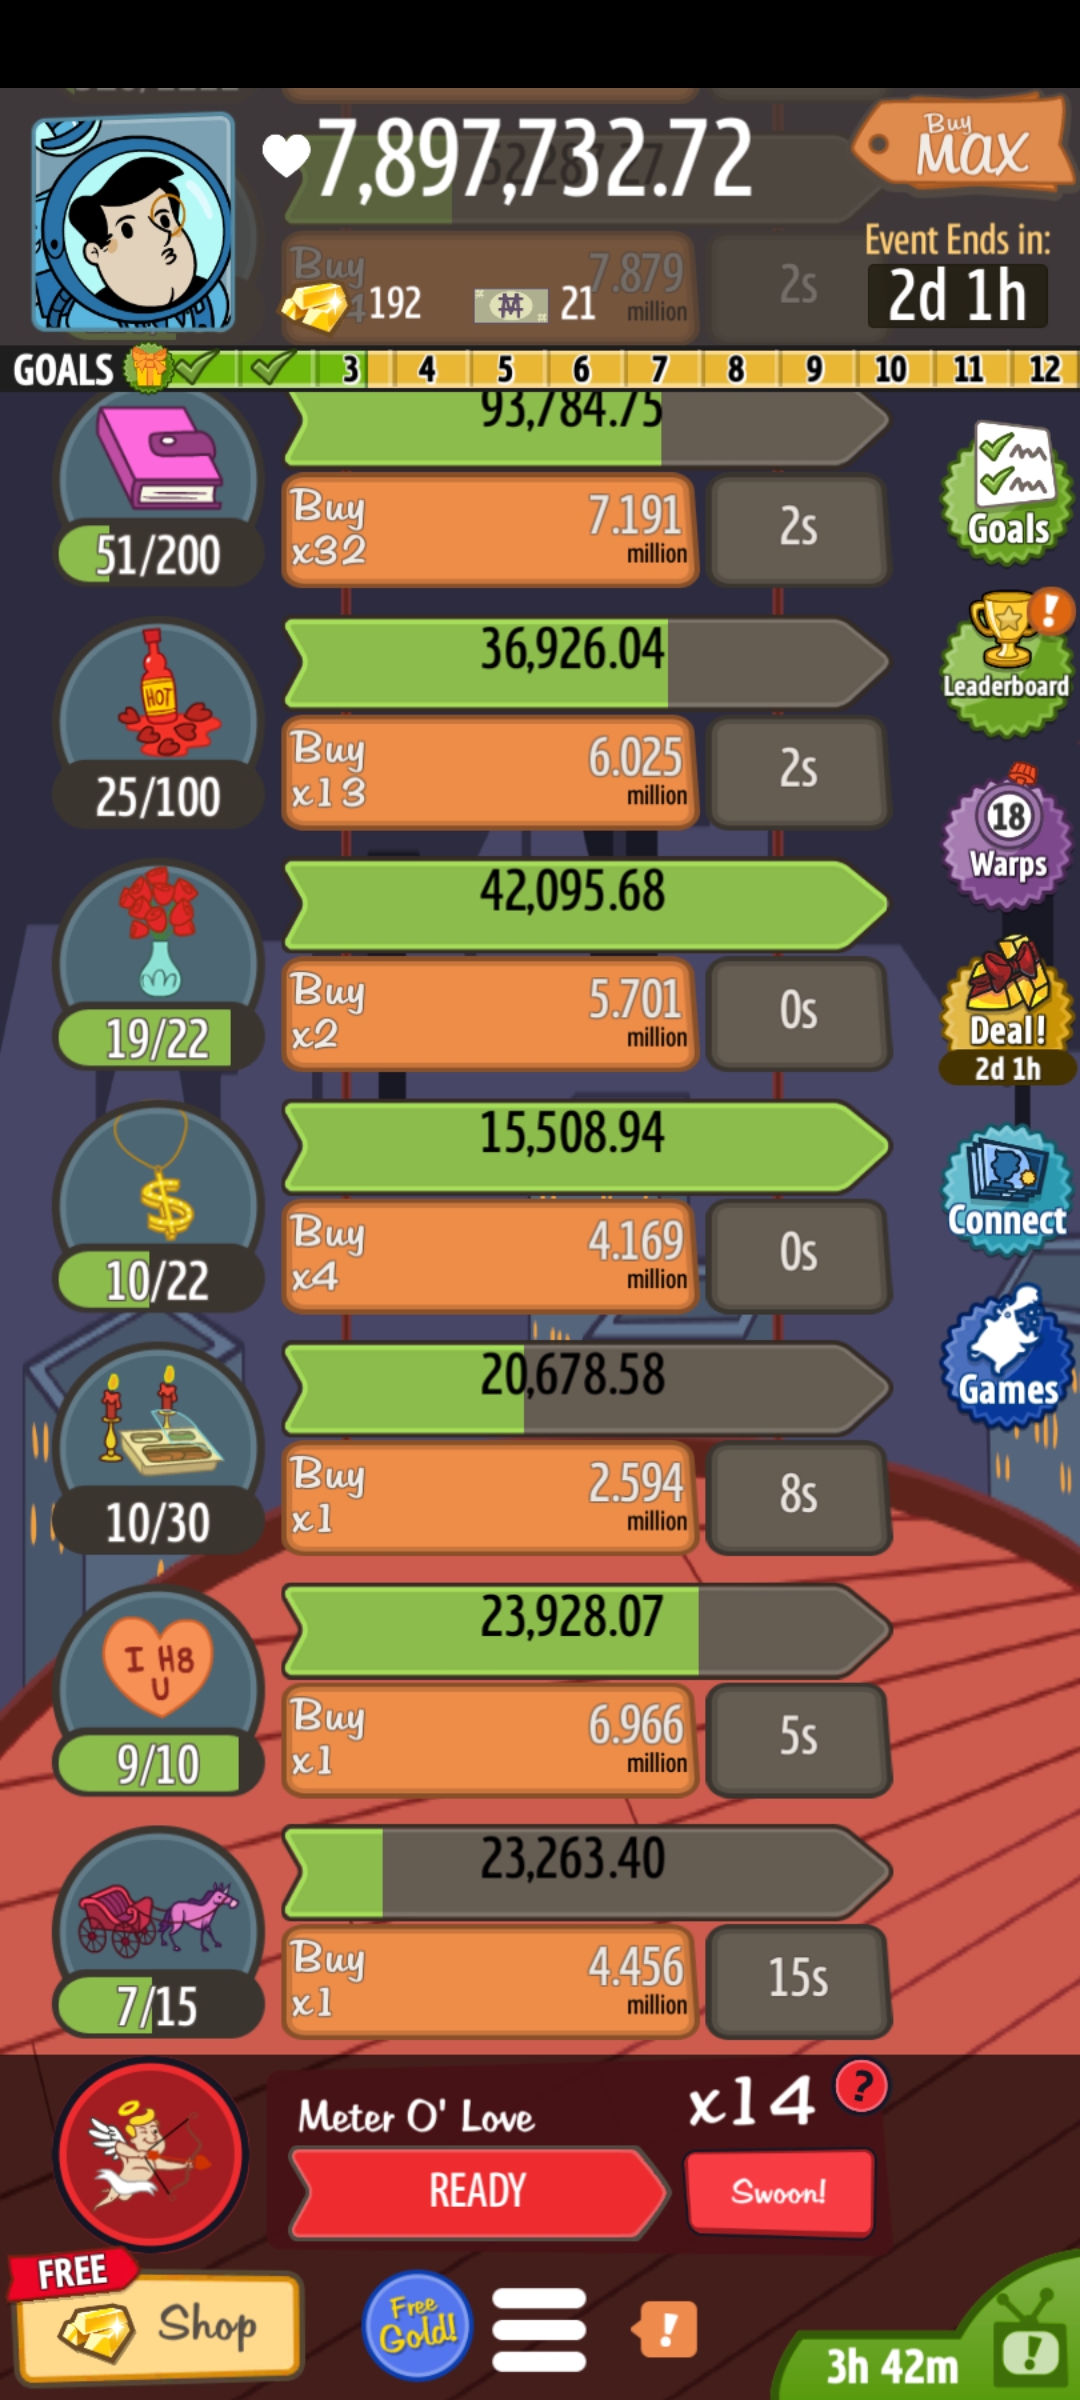 7,897,732.72
Buy
MAX
Event Ends in:
2d 1h
Buy
7.879
million
2s
192
21
GOALS 3 4 5 6 7 8 9 10 11 12
93,784.75
Buy
x32
7.191
million
2s
51/200
Goals
36,926.04
HOT
Buy
x13
6.025
million
2s
25/100
Leaderboard
18
Warps
42,095.68
Buy
x2
5.701
million
0s
19/22
Deal!
2d 1h
15,508.94
Buy
x4
4.169
million
0s
10/22
Connect
20,678.58
Buy
x1
2.594
million
8s
10/30
Games
23,928.07
I H8
U
Buy
x1
6.966
million
5s
9/10
23,263.40
Buy
x1
4.456
million
15s
7/15
Meter O' Love
x14
?
READY
Swoon!
FREE
Shop
Free
Gold!
!
3h 42m
!